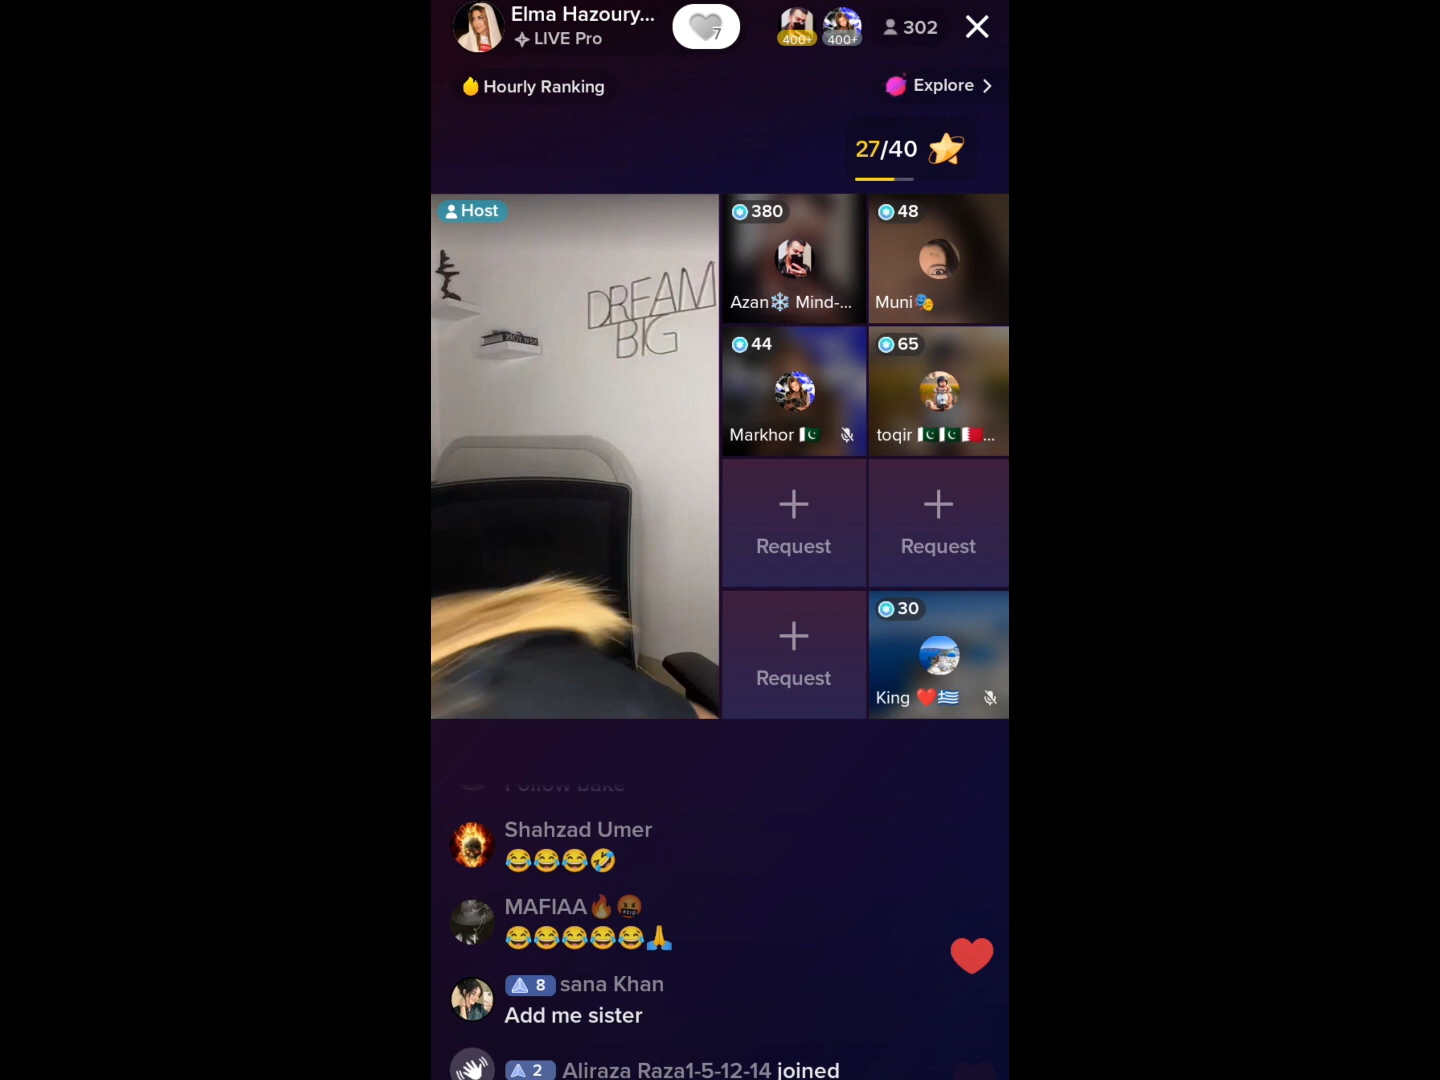 Elma Hazoury...
LIVE Pro
7
400+
400+
302
Hourly Ranking
Explore
27/40
Host
DREAM
BIG
380
Azan❄️ Mind-...
48
Muni🎭
44
Markhor 🇵🇰
65
toqir 🇵🇰🇵🇰🇧🇭...
Request
Request
Request
30
King ❤️🇬🇷
Shahzad Umer
😂😂😂🤣
MAFIAA🔥🤬
😂😂😂😂😂🙏
8 sana Khan
Add me sister
2 Aliraza Raza1-5-12-14 joined